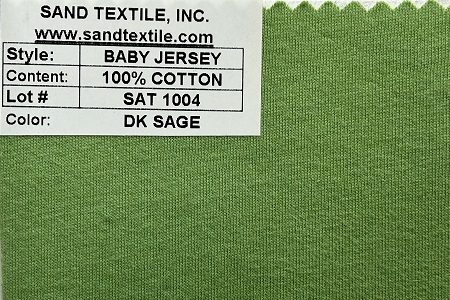 SAND TEXTILE, INC.
www.sandtextile.com
Style: BABY JERSEY
Content: 100% COTTON
Lot # SAT 1004
Color: DK SAGE